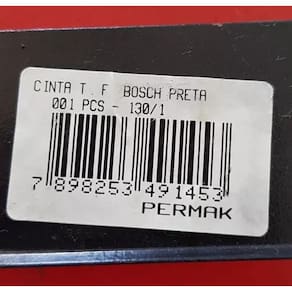 CINTA T. F BOSCH PRETA
001 PCS - 130/1
7 898253 491453
PERMAK